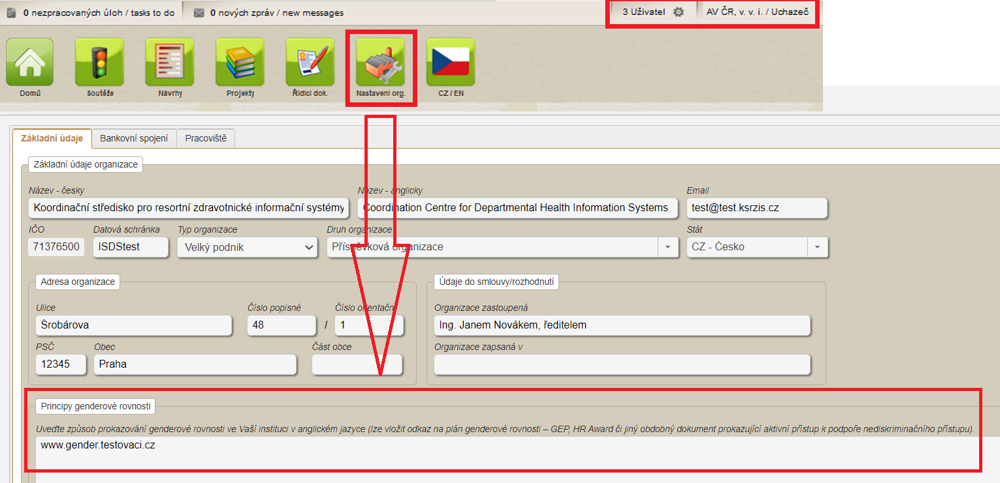 0 nezpracovaných úloh / tasks to do
0 nových zpráv / new messages
3 Uživatel
AV ČR, v. v. i. / Uchazeč
Domů
Soutěže
Návrhy
Projekty
Řídicí dok.
Nastavení org.
CZ / EN
Základní údaje
Bankovní spojení
Pracoviště
Základní údaje organizace
Název - česky
Název - anglicky
Email
Koordinační středisko pro resortní zdravotnické informační systémy
Coordination Centre for Departmental Health Information Systems
test@test.ksrzis.cz
IČO
Datová schránka
Typ organizace
Druh organizace
Stát
71376500
ISDStest
Velký podnik
Příspěvková organizace
CZ - Česko
Adresa organizace
Údaje do smlouvy/rozhodnutí
Ulice
Číslo popisné
Číslo orientační
Organizace zastoupená
Šrobárova
48
/
1
Ing. Janem Novákem, ředitelem
PSČ
Obec
Část obce
Organizace zapsaná v
12345
Praha
Principy genderové rovnosti
Uveďte způsob prokazování genderové rovnosti ve Vaší instituci v anglickém jazyce (lze vložit odkaz na plán genderové rovnosti – GEP, HR Award či jiný obdobný dokument prokazující aktivní přístup k podpoře nediskriminačního přístupu).
www.gender.testovaci.cz